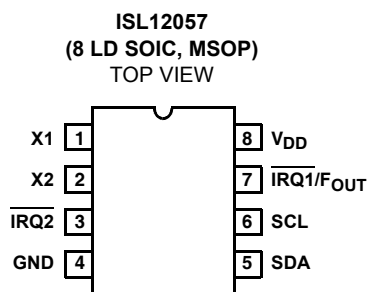 ISL12057
(8 LD SOIC, MSOP)
TOP VIEW
X1 1 8 VDD
X2 2 7 IRQ1/FOUT
IRQ2 3 6 SCL
GND 4 5 SDA